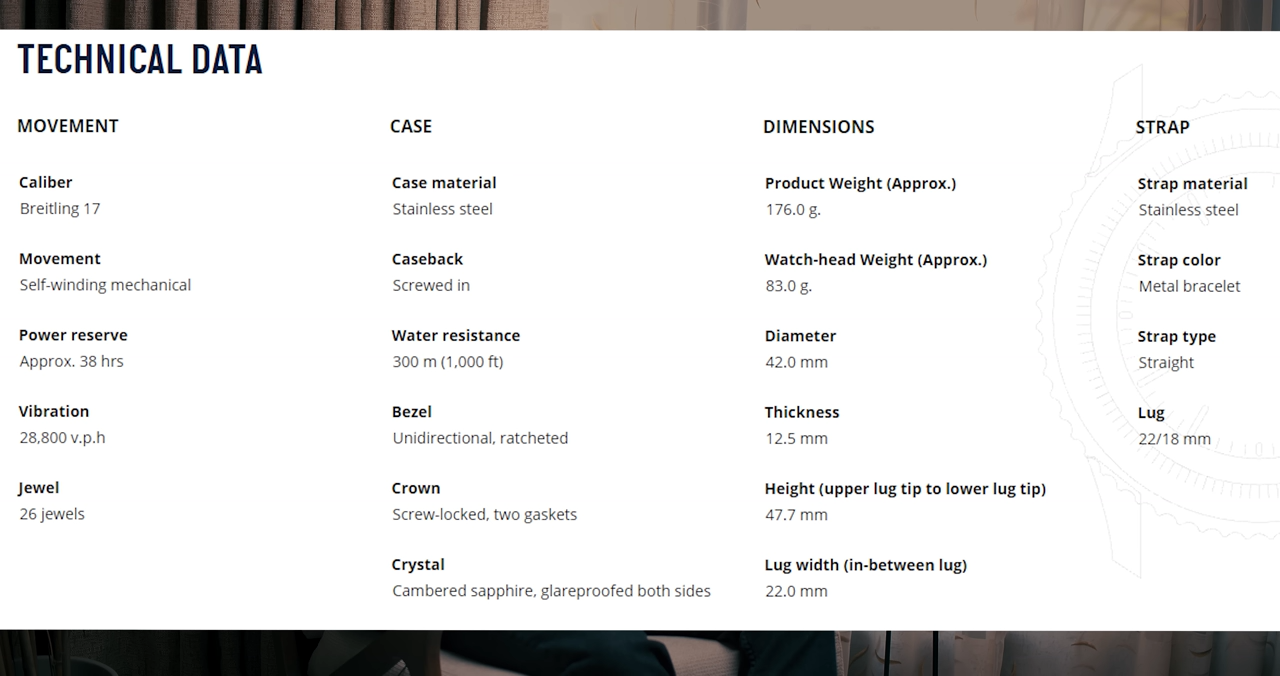 TECHNICAL DATA
MOVEMENT
Caliber
Breitling 17
Movement
Self-winding mechanical
Power reserve
Approx. 38 hrs
Vibration
28,800 v.p.h
Jewel
26 jewels
CASE
Case material
Stainless steel
Caseback
Screwed in
Water resistance
300 m (1,000 ft)
Bezel
Unidirectional, ratcheted
Crown
Screw-locked, two gaskets
Crystal
Cambered sapphire, glareproofed both sides
DIMENSIONS
Product Weight (Approx.)
176.0 g.
Watch-head Weight (Approx.)
83.0 g.
Diameter
42.0 mm
Thickness
12.5 mm
Height (upper lug tip to lower lug tip)
47.7 mm
Lug width (in-between lug)
22.0 mm
STRAP
Strap material
Stainless steel
Strap color
Metal bracelet
Strap type
Straight
Lug
22/18 mm